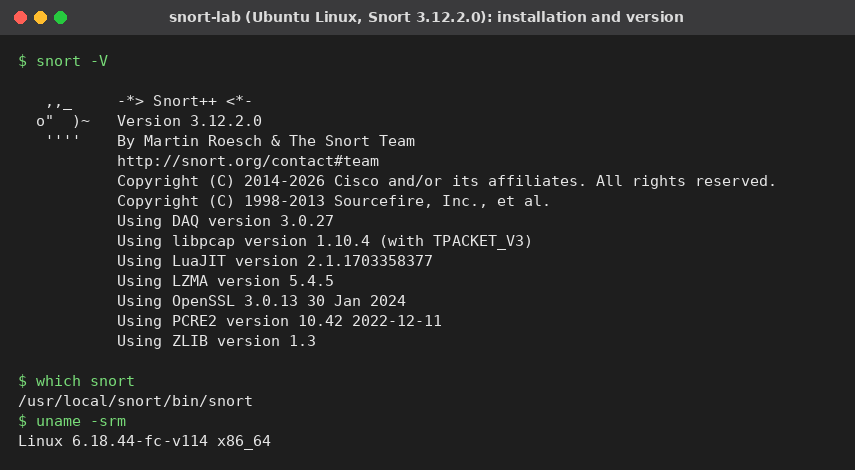 snort-lab (Ubuntu Linux, Snort 3.12.2.0): installation and version
$ snort -V
   ,,_     -*> Snort++ <*-
  o"  )~   Version 3.12.2.0
   ''''    By Martin Roesch & The Snort Team
           http://snort.org/contact#team
           Copyright (C) 2014-2026 Cisco and/or its affiliates. All rights reserved.
           Copyright (C) 1998-2013 Sourcefire, Inc., et al.
           Using DAQ version 3.0.27
           Using libpcap version 1.10.4 (with TPACKET_V3)
           Using LuaJIT version 2.1.1703358377
           Using LZMA version 5.4.5
           Using OpenSSL 3.0.13 30 Jan 2024
           Using PCRE2 version 10.42 2022-12-11
           Using ZLIB version 1.3
$ which snort
/usr/local/snort/bin/snort
$ uname -srm
Linux 6.18.44-fc-v114 x86_64